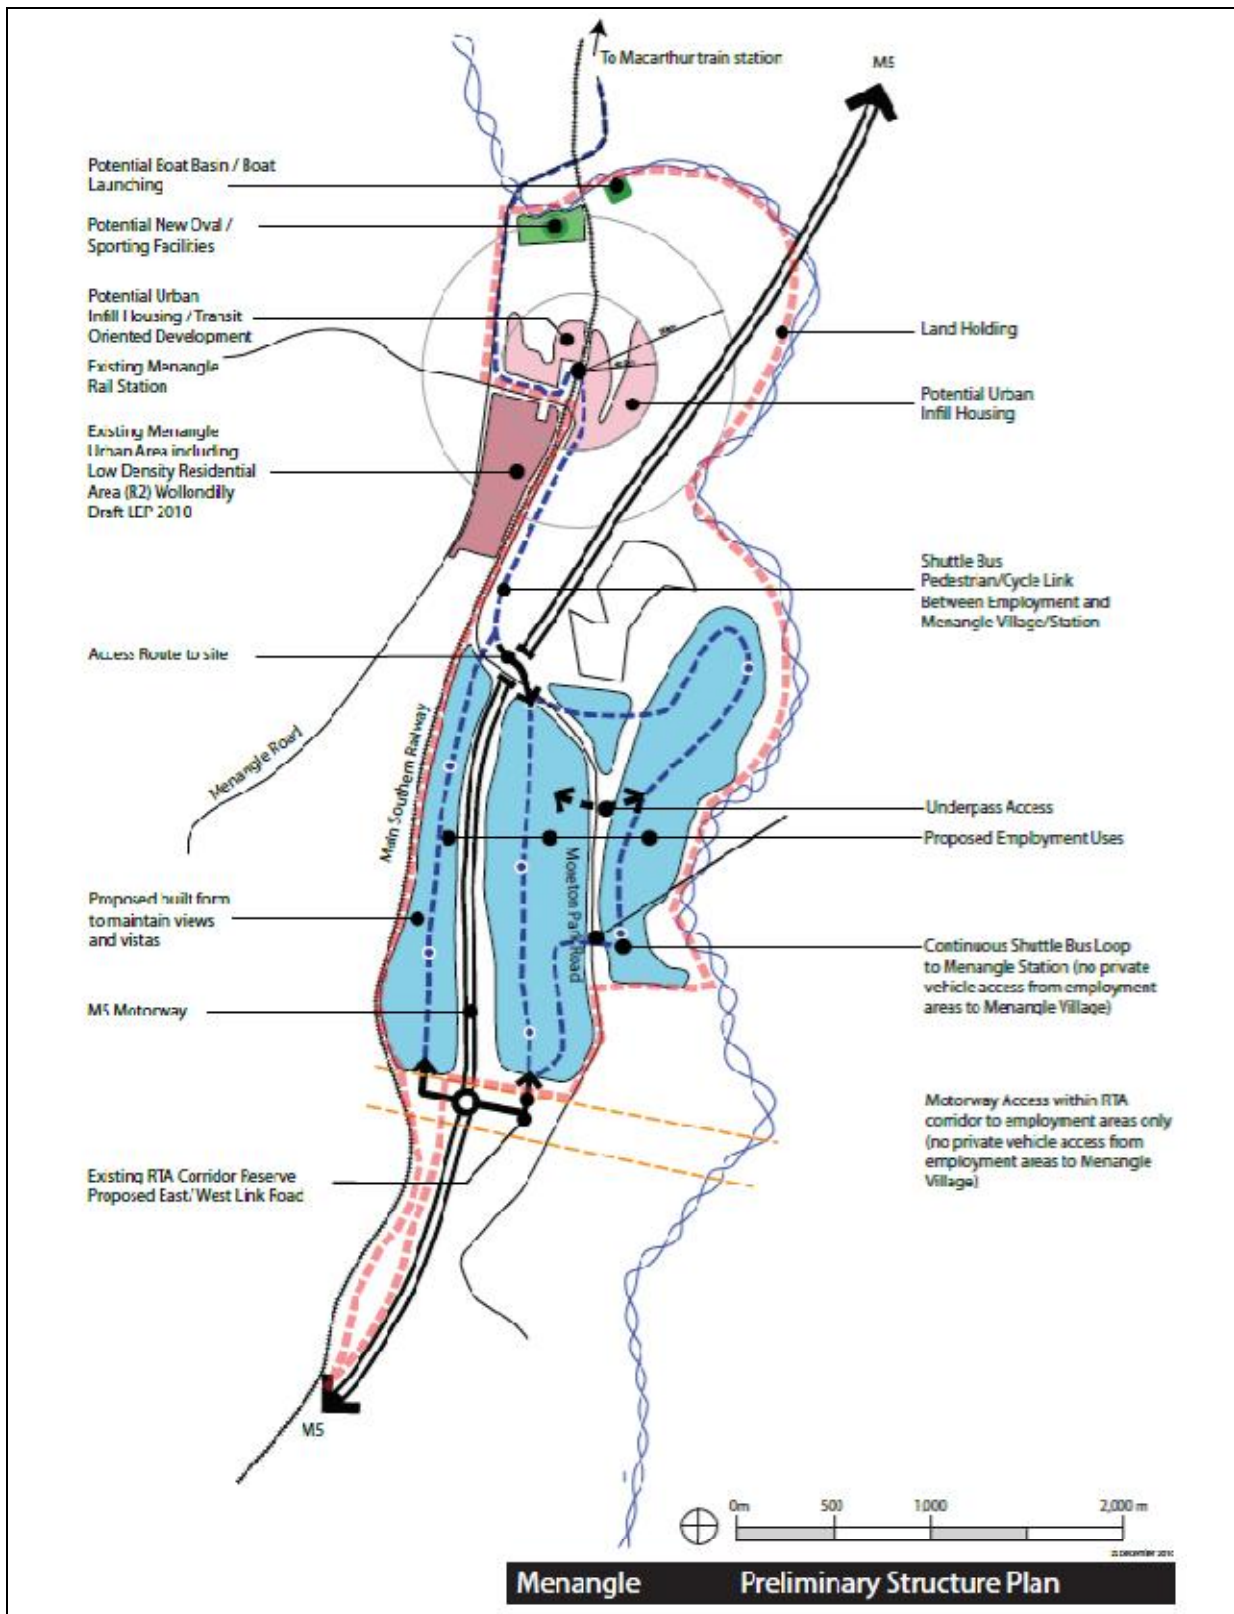 To Macarthur train station
M5
Potential Boat Basin / Boat
Launching
Potential New Oval /
Sporting Facilities
Potential Urban
Infill Housing / Transit
Oriented Development
Existing Menangle
Rail Station
Existing Menangle
Urban Area including
Low Density Residential
Area (R2) Wollondilly
Draft LEP 2010
Access Route to site
Menangle Road
Main Southern Railway
Proposed built form
to maintain views
and vistas
M5 Motorway
Existing RTA Corridor Reserve
Proposed East/West Link Road
M5
Land Holding
Potential Urban
Infill Housing
Shuttle Bus
Pedestrian/Cycle Link
Between Employment and
Menangle Village/Station
Underpass Access
Proposed Employment Uses
Moreton Park Road
Continuous Shuttle Bus Loop
to Menangle Station (no private
vehicle access from employment
areas to Menangle Village)
Motorway Access within RTA
corridor to employment areas only
(no private vehicle access from
employment areas to Menangle
Village)
0m 500 1,000 2,000 m
December 2010
Menangle Preliminary Structure Plan